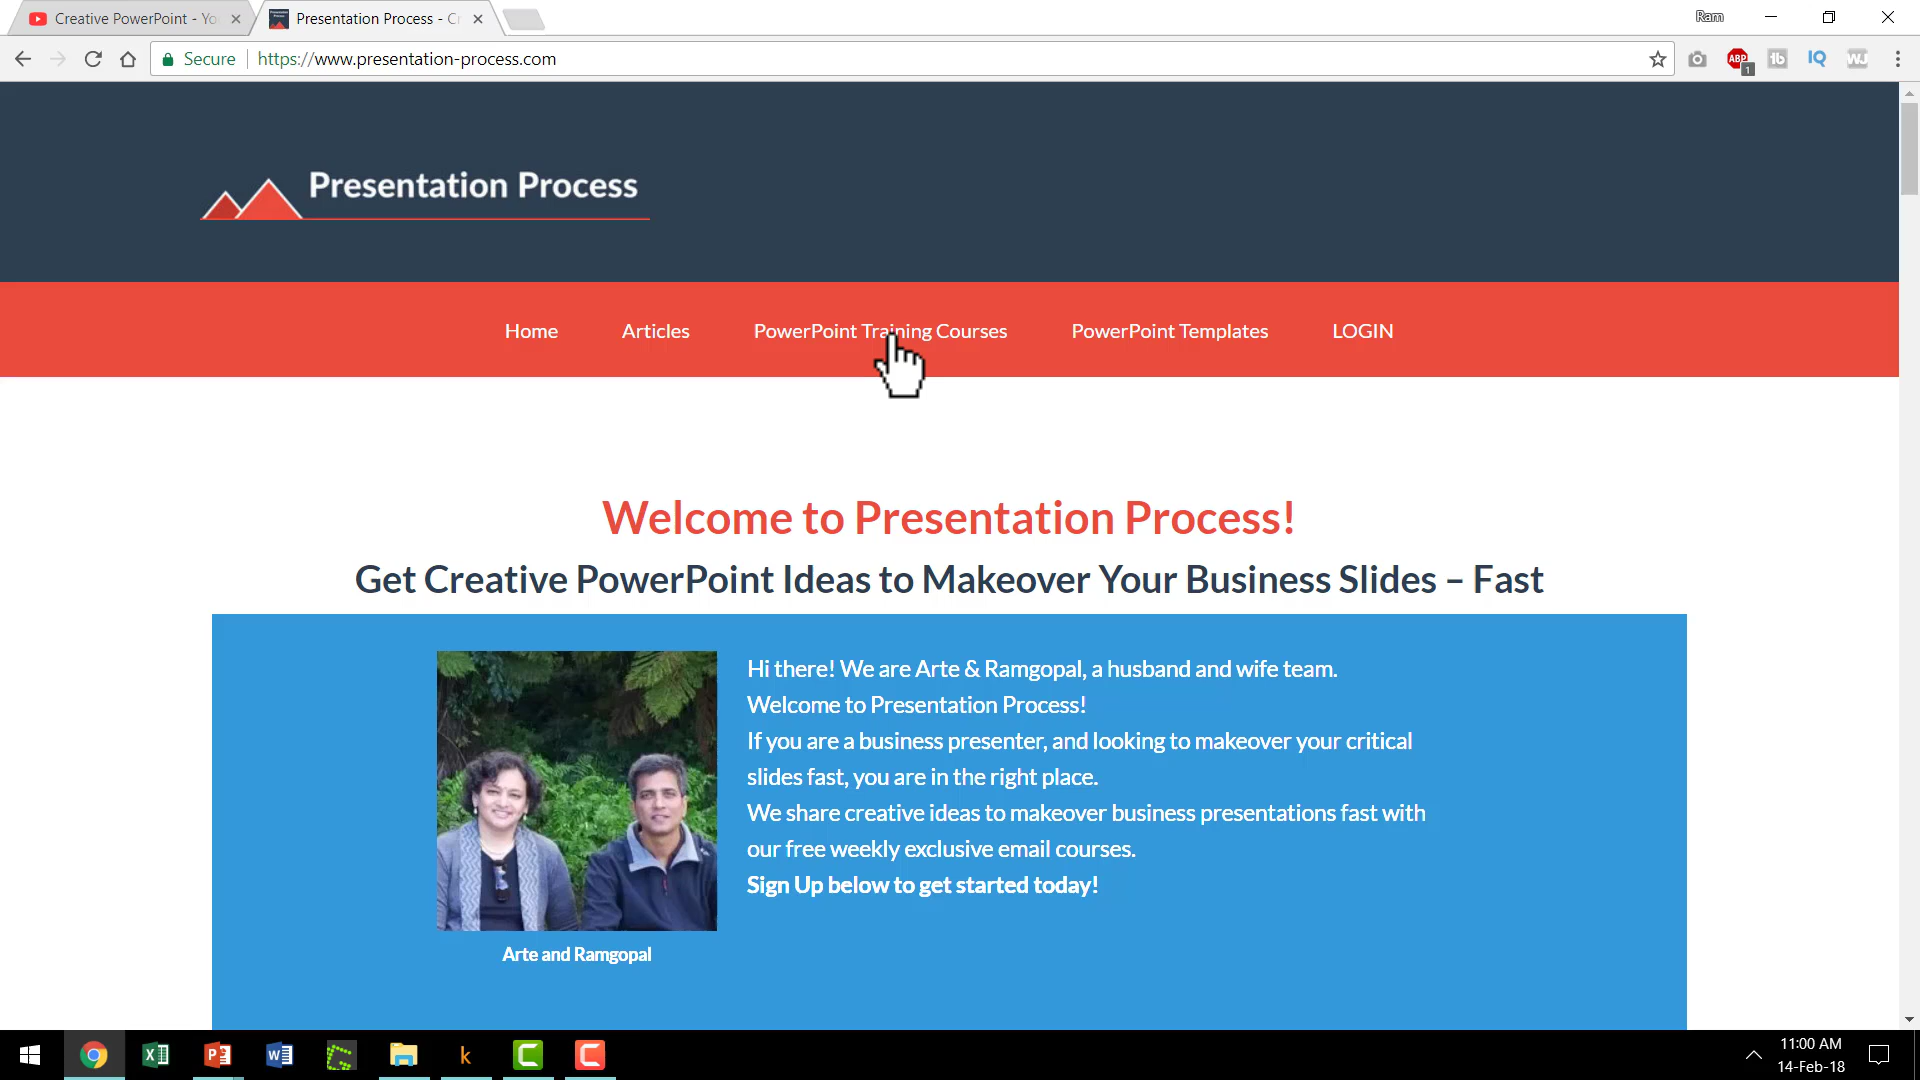 Creative PowerPoint - Yo
Presentation Process - C
Ram
Secure
https://www.presentation-process.com
ABP
1
tb
IQ
WJ
Presentation Process
Home
Articles
PowerPoint Training Courses
PowerPoint Templates
LOGIN
Welcome to Presentation Process!
Get Creative PowerPoint Ideas to Makeover Your Business Slides – Fast
Hi there! We are Arte & Ramgopal, a husband and wife team.
Welcome to Presentation Process!
If you are a business presenter, and looking to makeover your critical
slides fast, you are in the right place.
We share creative ideas to makeover business presentations fast with
our free weekly exclusive email courses.
Sign Up below to get started today!
Arte and Ramgopal
k
11:00 AM
14-Feb-18